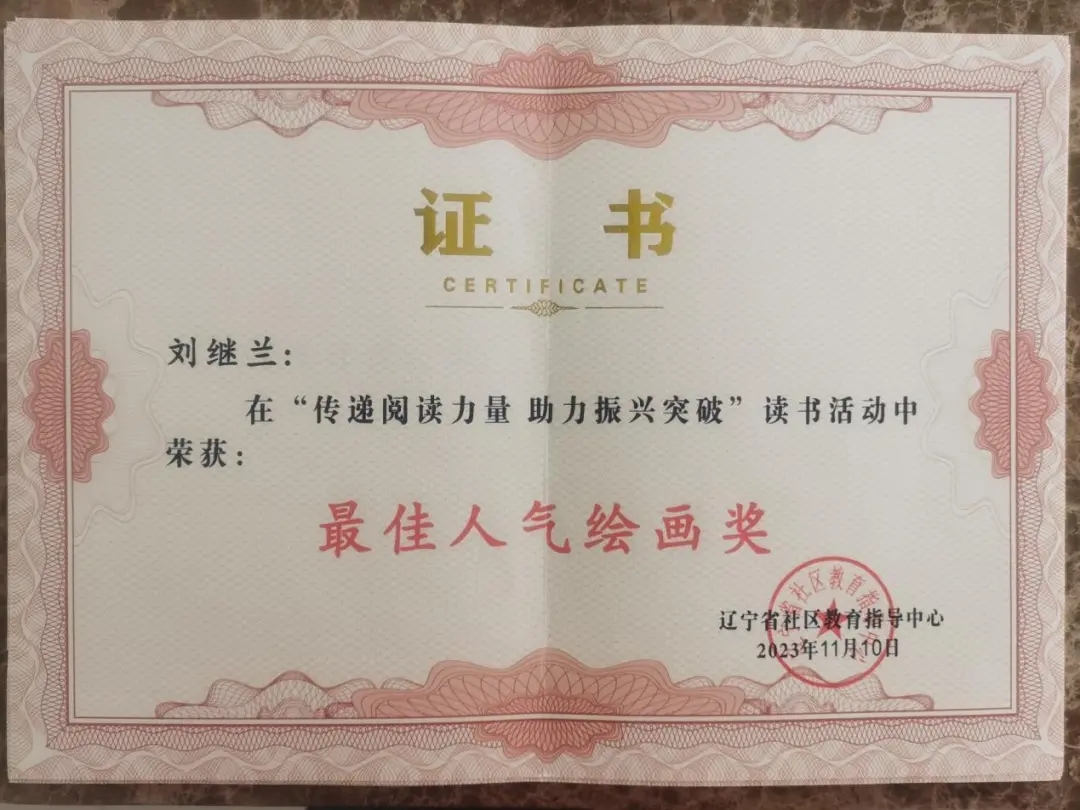 证 书
CERTIFICATE
刘继兰:
在“传递阅读力量 助力振兴突破”读书活动中
荣获:
最佳人气绘画奖
辽宁省社区教育指导中心
2023年11月10日